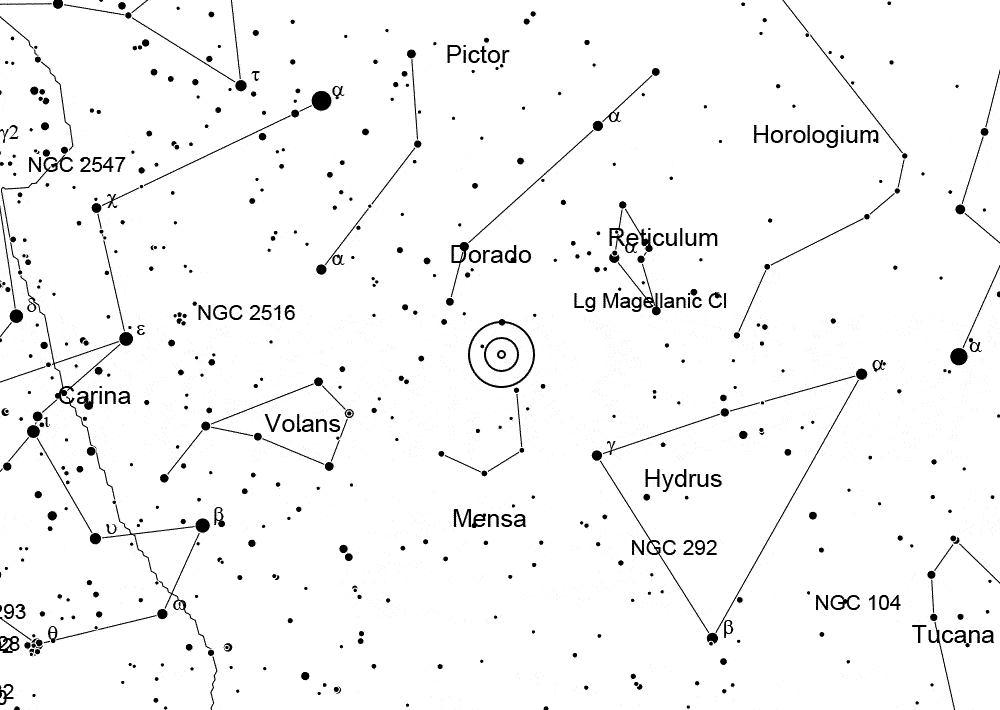 Pictor
τ
α
α
γ2
Horologium
NGC 2547
χ
Reticulum
α
Dorado
α
Lg Magellanic Cl
δ
NGC 2516
ε
α
α
Carina
Volans
ι
γ
Hydrus
β
Mensa
υ
NGC 292
ω
NGC 104
293
θ
β
Tucana